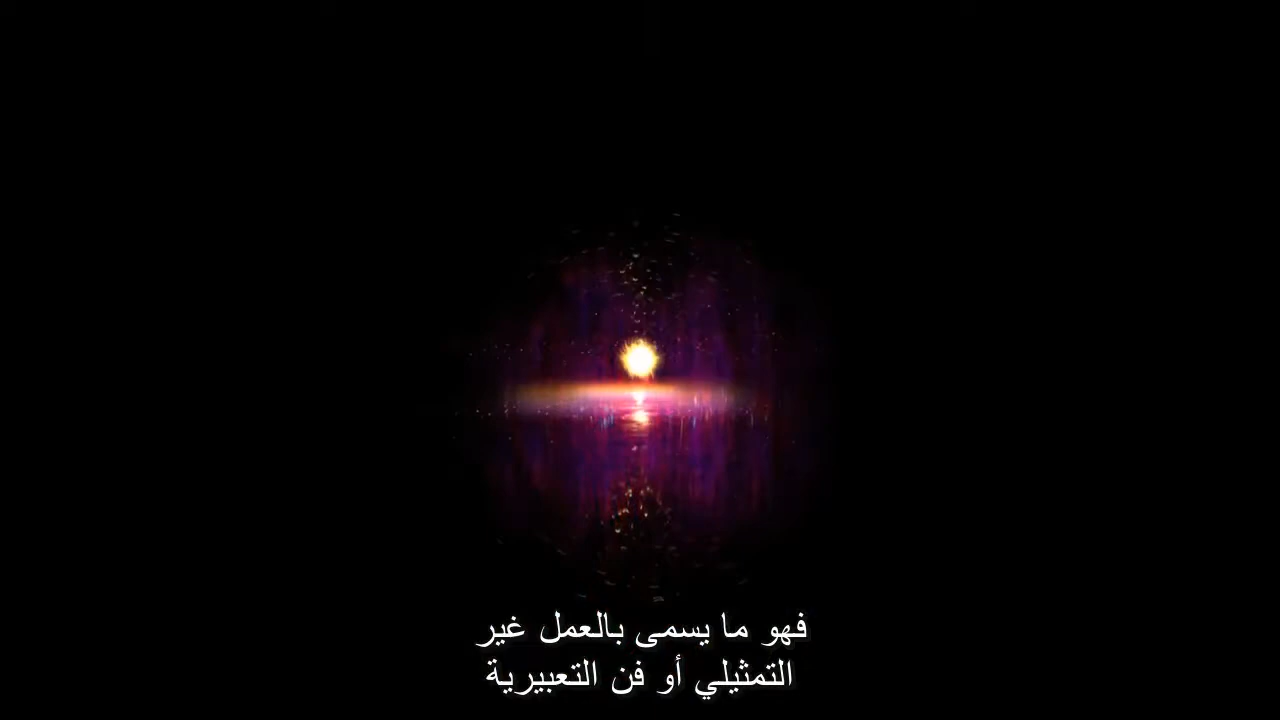 فهو ما يسمى بالعمل غير
التمثيلي أو فن التعبيرية